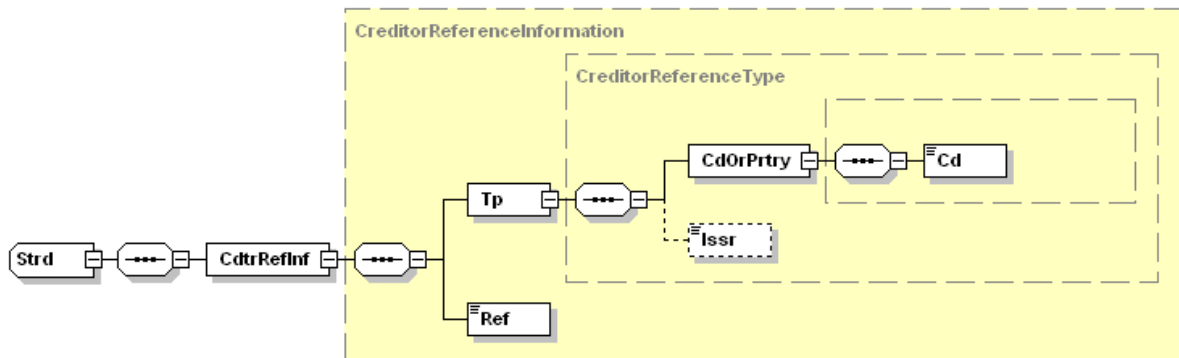 CreditorReferenceInformation
CreditorReferenceType
CdOrPrtry
Cd
Tp
Issr
Strd
CdtrRefInf
Ref